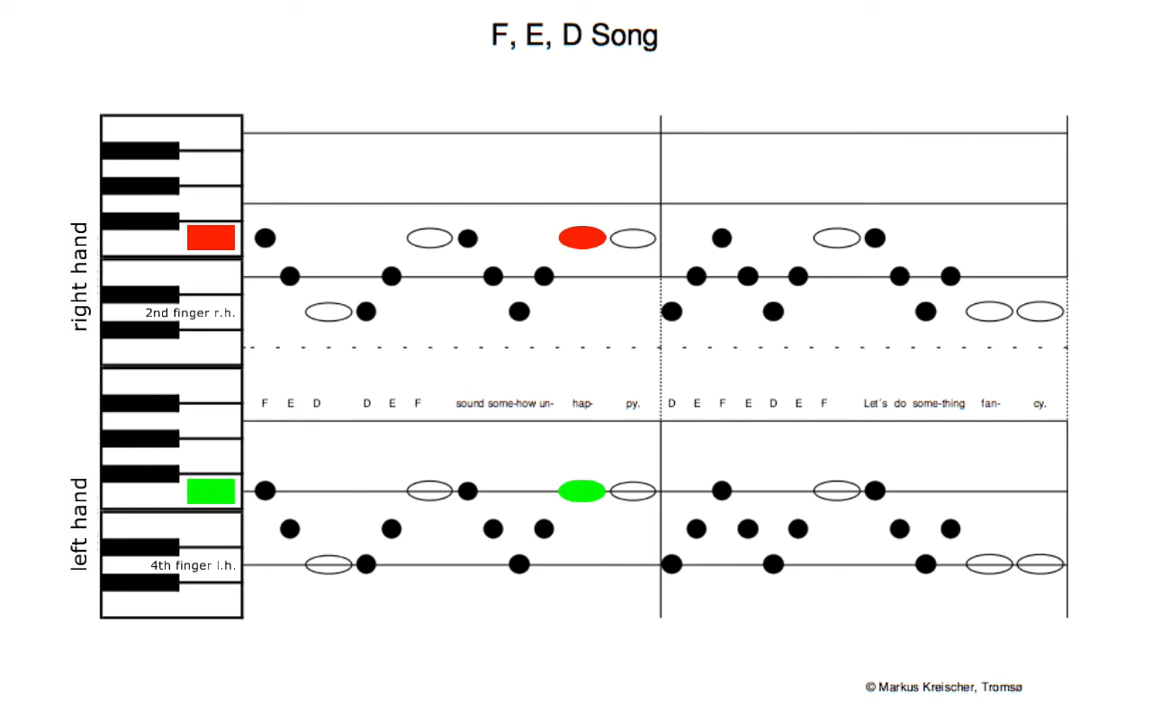 F, E, D Song
right hand
2nd finger r.h.
F E D D E F sound some-how un- hap- py. D E F E D E F Let´s do some-thing fan- cy.
left hand
4th finger l.h.
© Markus Kreischer, Tromsø